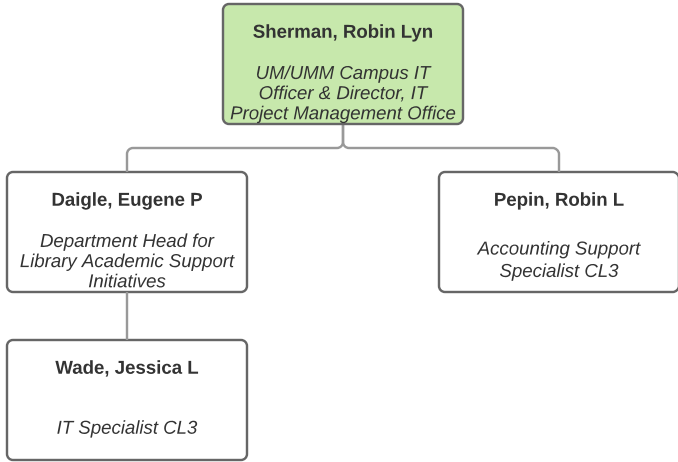 Sherman, Robin Lyn
UM/UMM Campus IT
Officer & Director, IT
Project Management Office
Daigle, Eugene P
Department Head for
Library Academic Support
Initiatives
Pepin, Robin L
Accounting Support
Specialist CL3
Wade, Jessica L
IT Specialist CL3